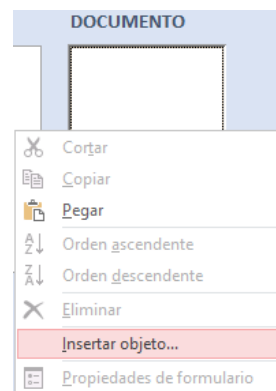 DOCUMENTO
Cortar
Copiar
Pegar
Orden ascendente
Orden descendente
Eliminar
Insertar objeto...
Propiedades de formulario